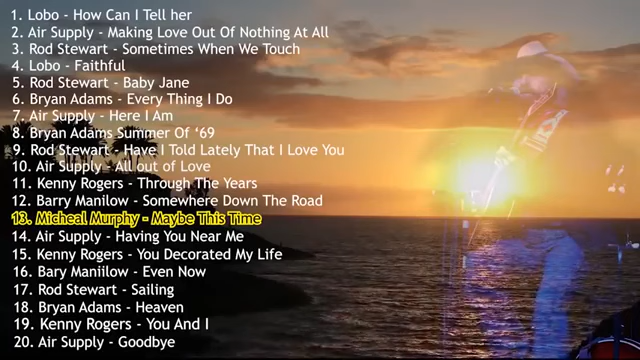 1. Lobo - How Can I Tell her
2. Air Supply - Making Love Out Of Nothing At All
3. Rod Stewart - Sometimes When We Touch
4. Lobo - Faithful
5. Rod Stewart - Baby Jane
6. Bryan Adams - Every Thing I Do
7. Air Supply - Here I Am
8. Bryan Adams Summer Of ‘69
9. Rod Stewart - Have I Told Lately That I Love You
10. Air Supply - All out of Love
11. Kenny Rogers - Through The Years
12. Barry Manilow - Somewhere Down The Road
13. Micheal Murphy - Maybe This Time
14. Air Supply - Having You Near Me
15. Kenny Rogers - You Decorated My Life
16. Bary Maniilow - Even Now
17. Rod Stewart - Sailing
18. Bryan Adams - Heaven
19. Kenny Rogers - You And I
20. Air Supply - Goodbye